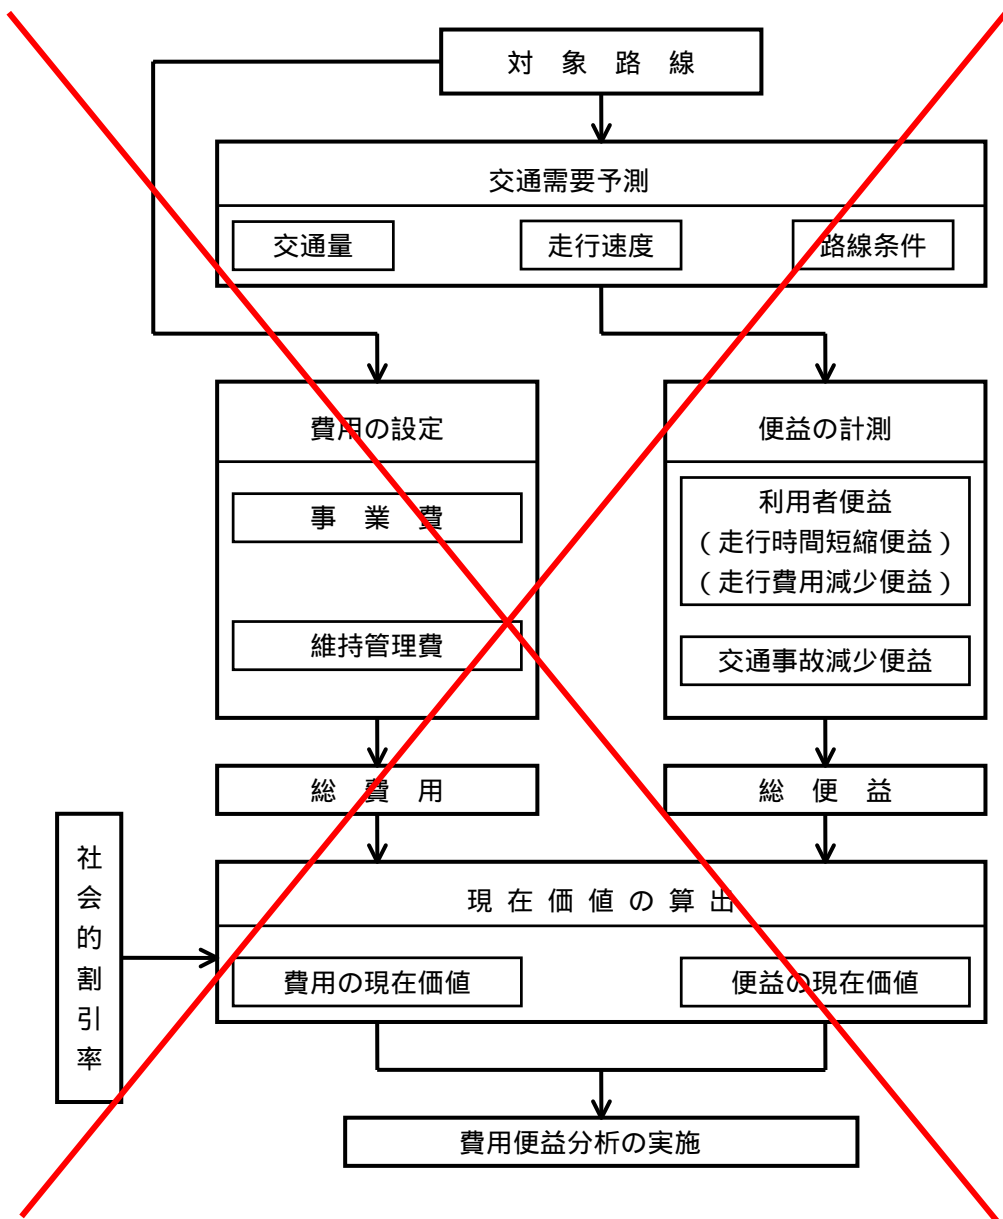 対象路線
交通需要予測
交通量
走行速度
路線条件
費用の設定
事業費
維持管理費
便益の計測
利用者便益
（走行時間短縮便益）
（走行費用減少便益）
交通事故減少便益
総費用
総便益
社会的割引率
現在価値の算出
費用の現在価値
便益の現在価値
費用便益分析の実施